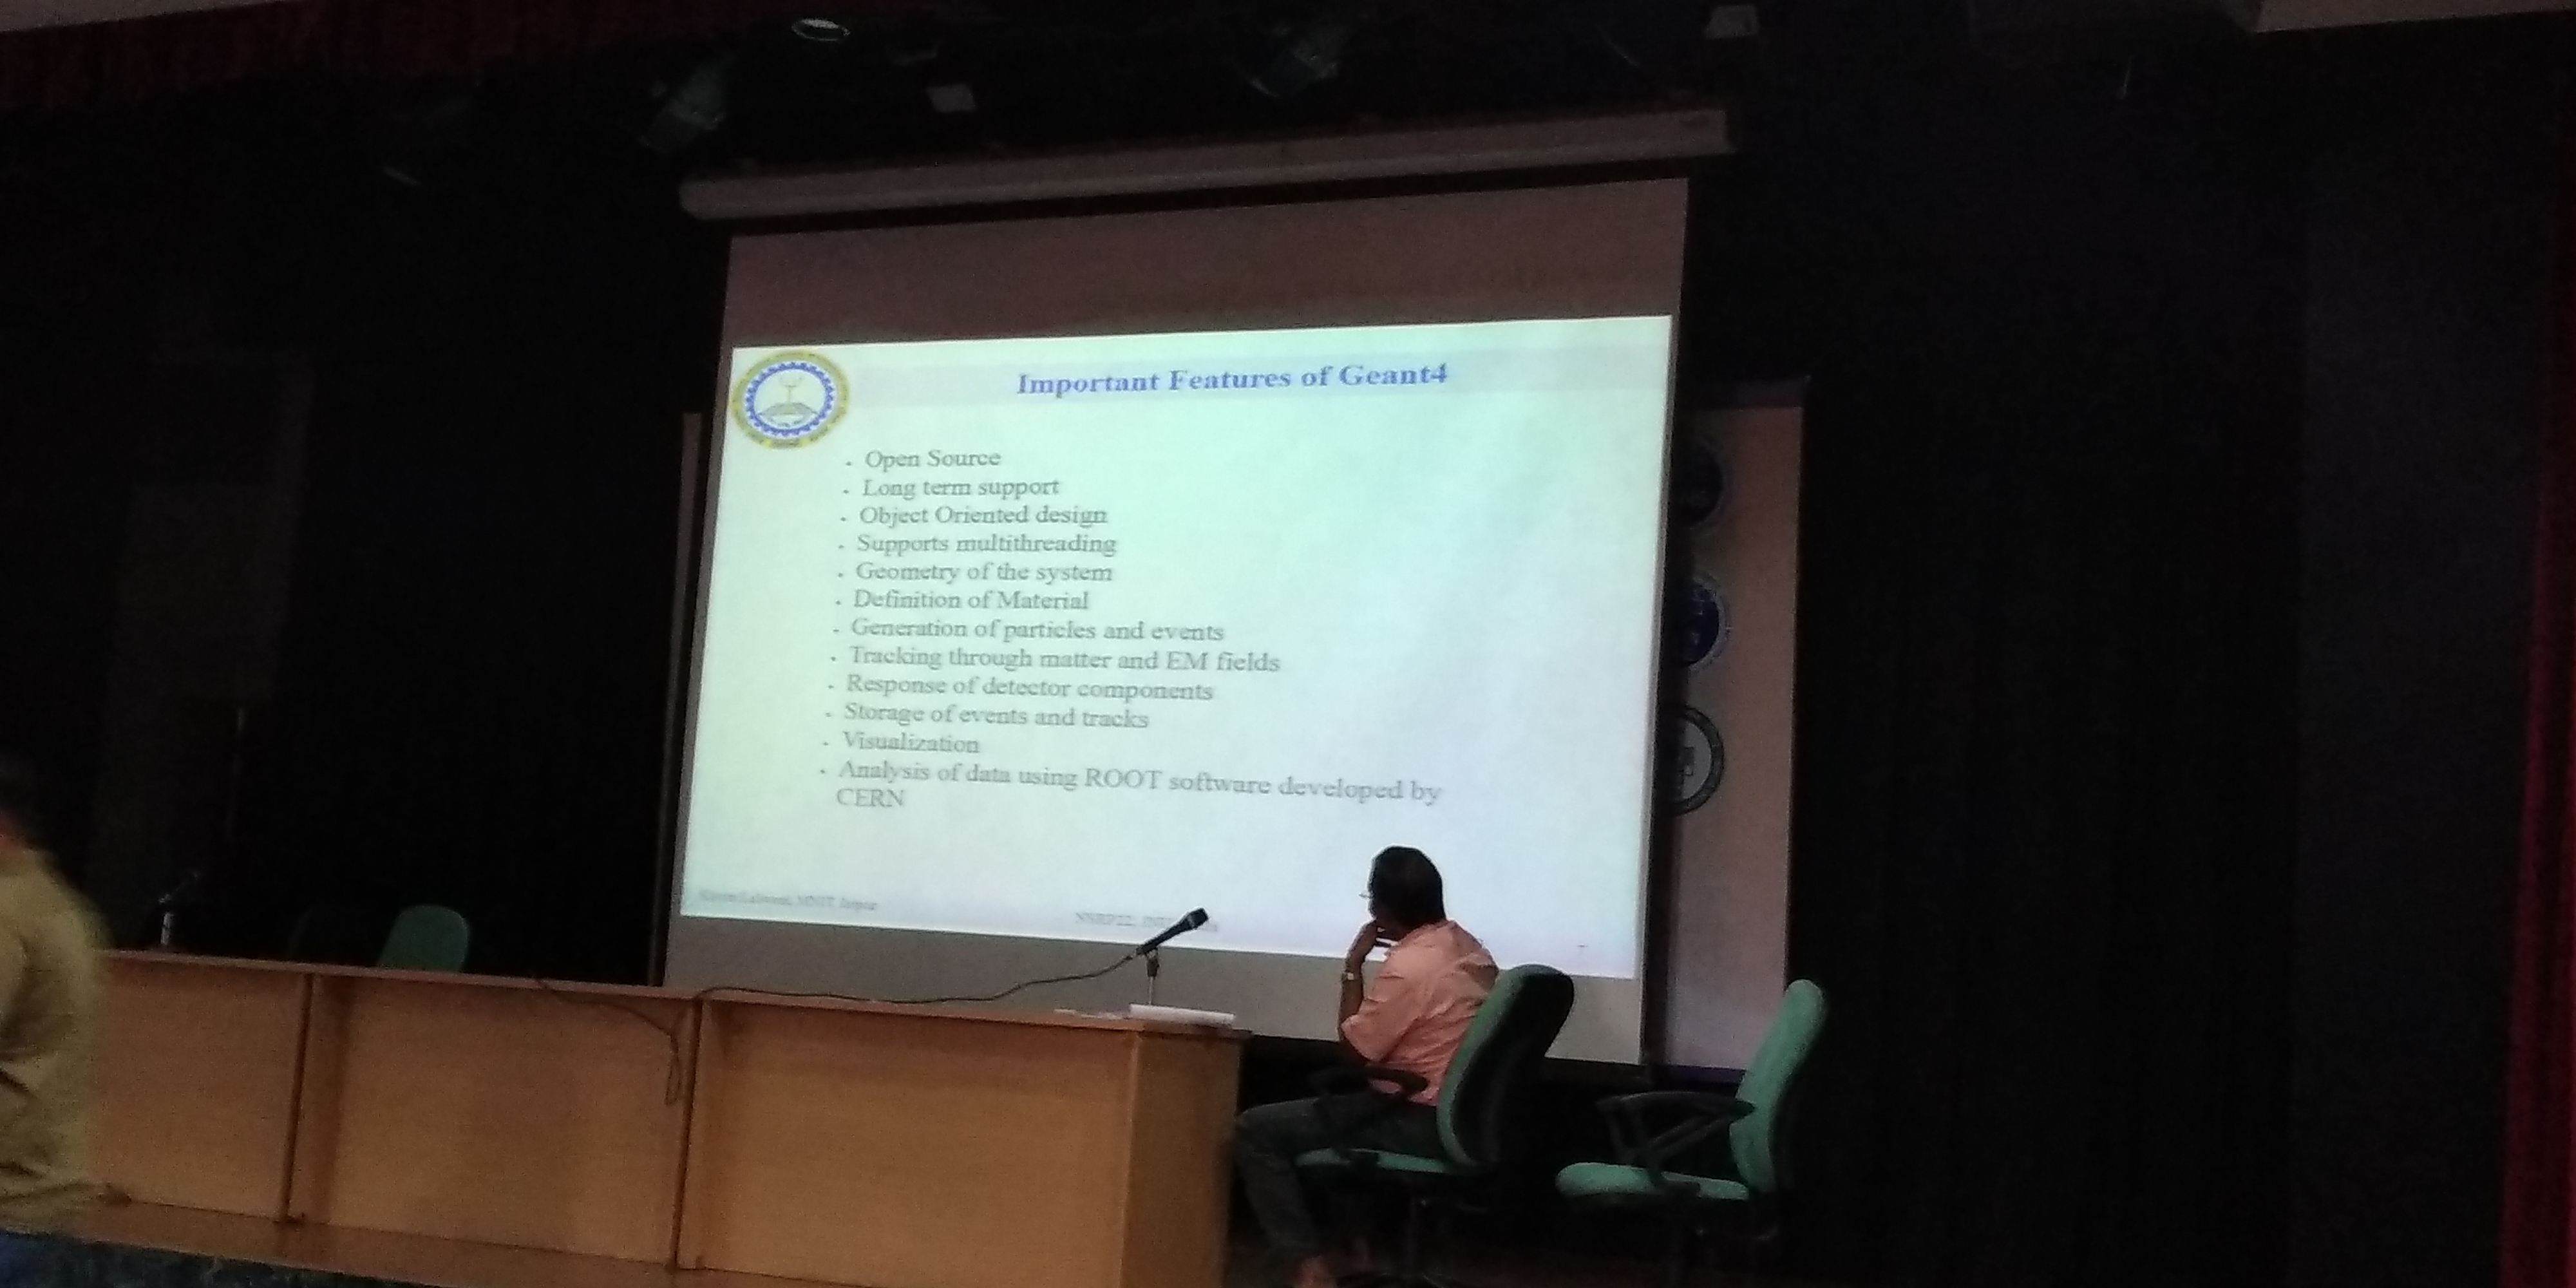 Important Features of Geant4
Open Source
Long term support
Object Oriented design
Supports multithreading
Geometry of the system
Definition of Material
Generation of particles and events
Tracking through matter and EM fields
Response of detector components
Storage of events and tracks
Visualization
Analysis of data using ROOT software developed by
CERN
MNIT Jaipur